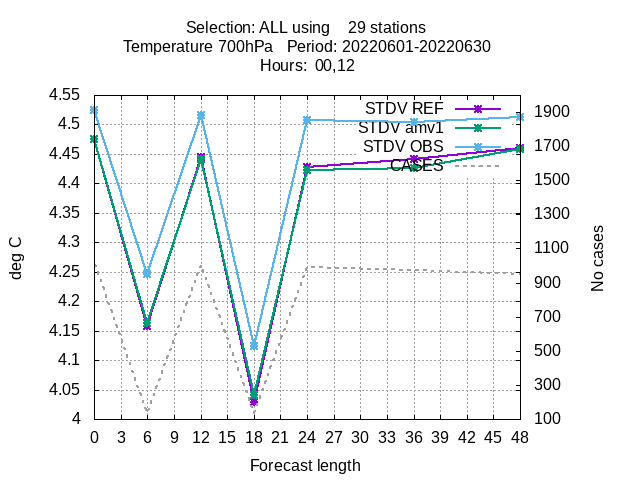 Selection: ALL using    29 stations
Temperature 700hPa   Period: 20220601-20220630
Hours:  00,12
STDV REF
STDV amv1
STDV OBS
CASES
4.55
4.5
4.45
4.4
4.35
4.3
4.25
4.2
4.15
4.1
4.05
4
deg C
1900
1700
1500
1300
1100
900
700
500
300
100
No cases
0 3 6 9 12 15 18 21 24 27 30 33 36 39 42 45 48
Forecast length